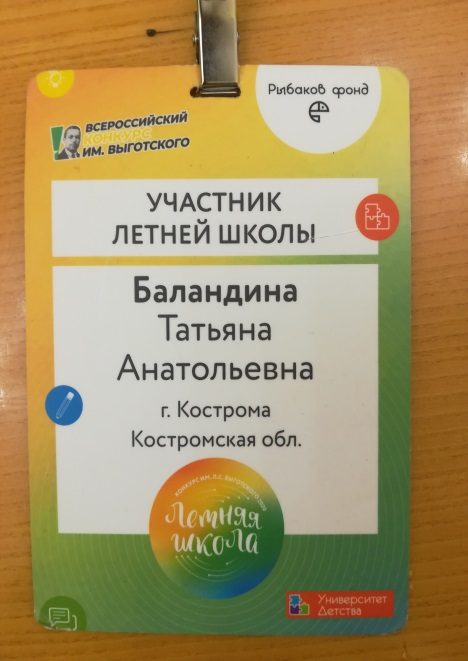 Рыбаков фонд
ВСЕРОССИЙСКИЙ
КОНКУРС
ИМ. ВЫГОТСКОГО
УЧАСТНИК
ЛЕТНЕЙ ШКОЛЫ
Баландина
Татьяна
Анатольевна
г. Кострома
Костромская обл.
КОНКУРС ИМ. Л.С. ВЫГОТСКОГО
Летняя
школа
Университет
Детства